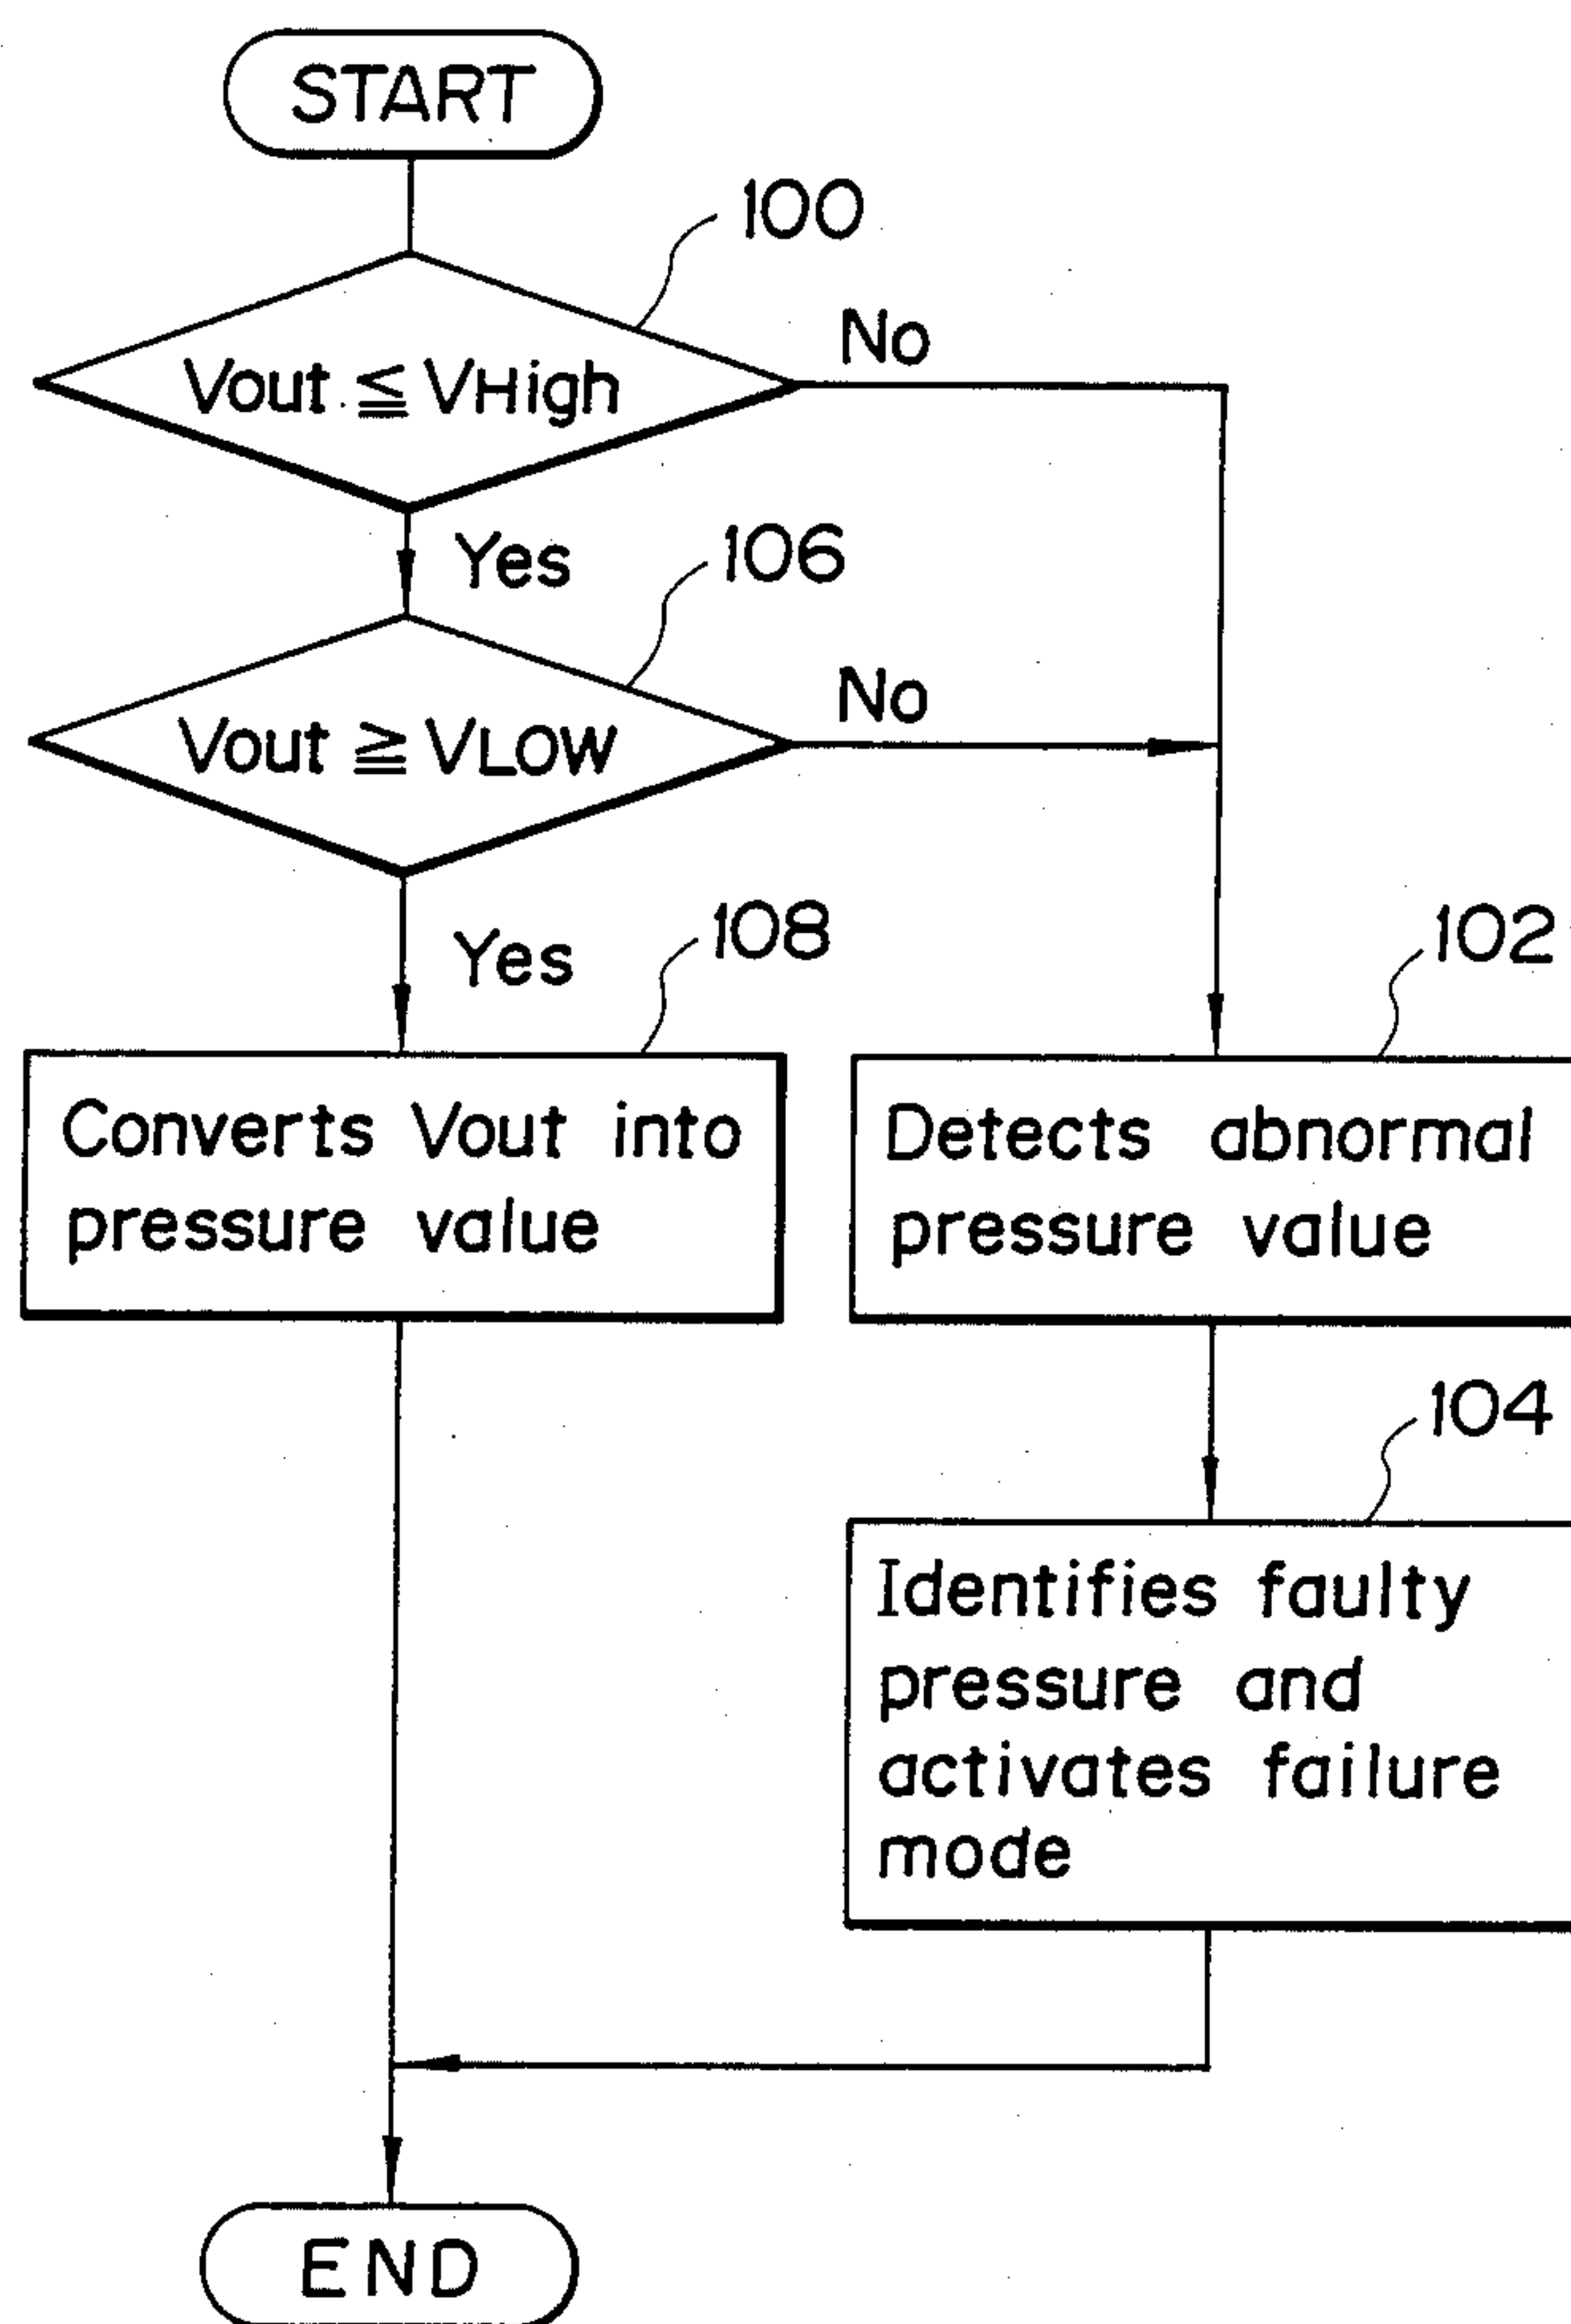 START
100
Vout ≦ VHigh
No
Yes
106
Vout ≧ VLOW
No
Yes
108
102
Converts Vout into
pressure value
Detects abnormal
pressure value
104
Identifies faulty
pressure and
activates failure
mode
END